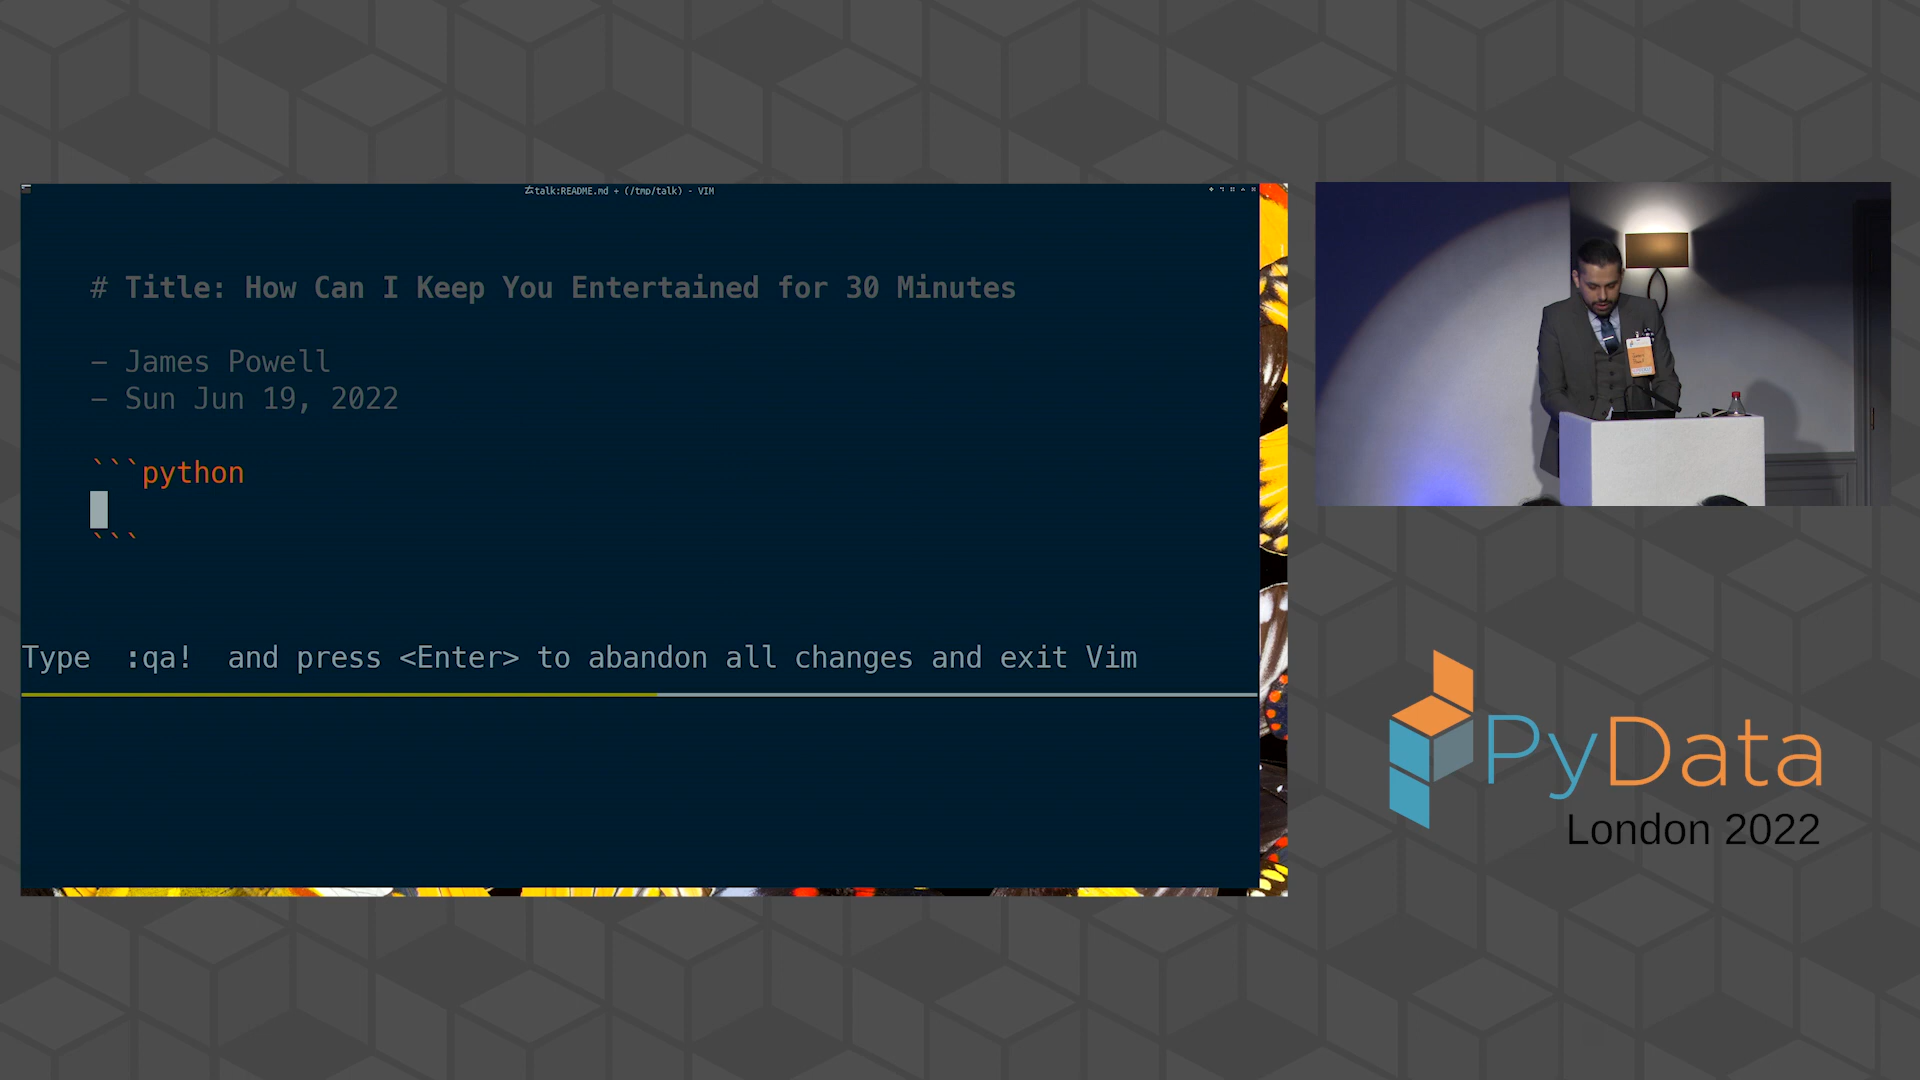 talk:README.md + (/tmp/talk) - VIM
# Title: How Can I Keep You Entertained for 30 Minutes
- James Powell
- Sun Jun 19, 2022
```python
```
Type :qa! and press <Enter> to abandon all changes and exit Vim
PyData
London 2022